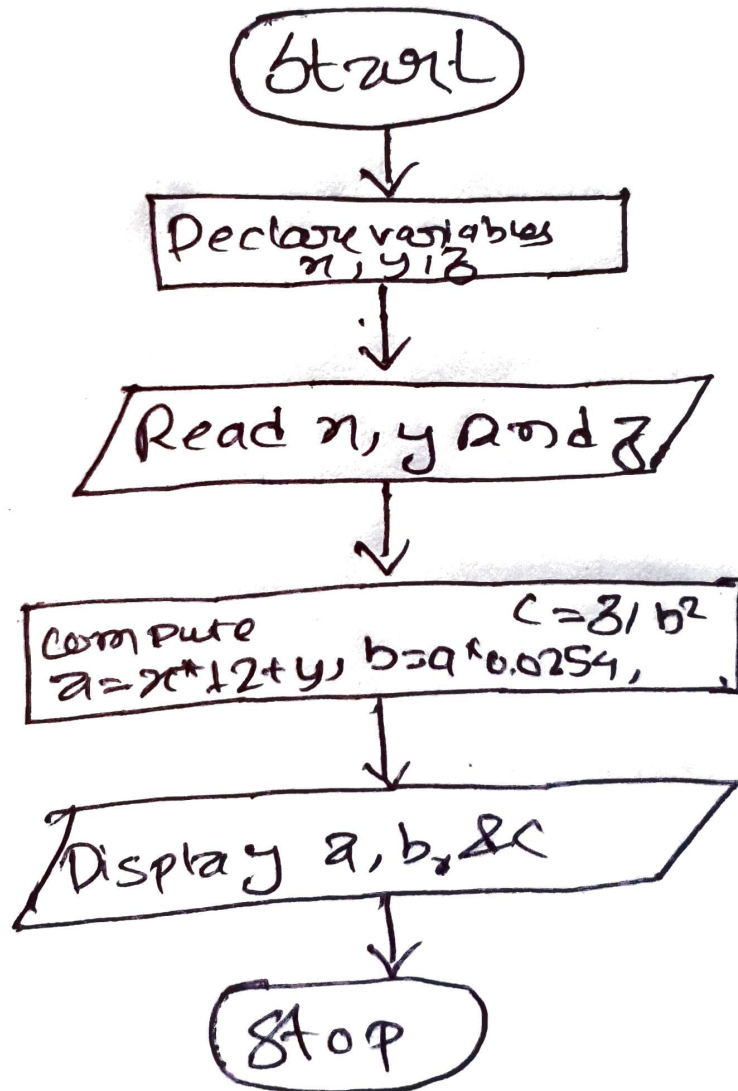 Start
Declare variables
x, y, z
Read x, y and z
compute
c = z / b²
a = x * 12 + y, b = a * 0.0254,
Display a, b, & c
Stop